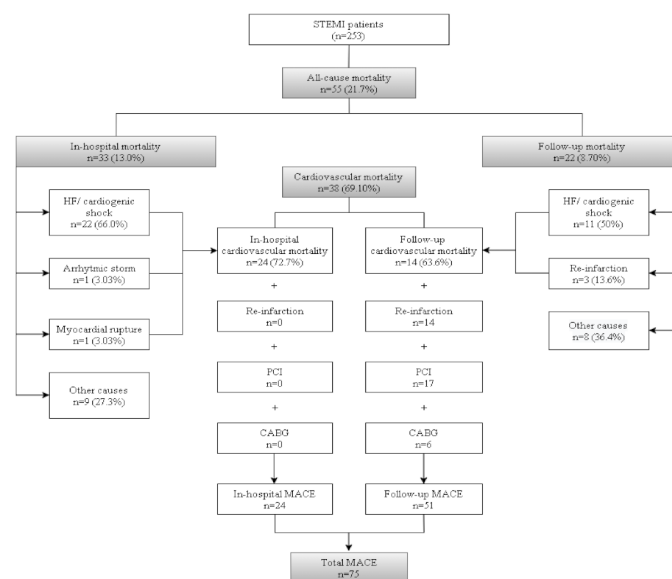 STEMI patients
(n=253)
All-cause mortality
n=55 (21.7%)
In-hospital mortality
n=33 (13.0%)
Follow-up mortality
n=22 (8.70%)
Cardiovascular mortality
n=38 (69.10%)
HF/ cardiogenic
shock
n=22 (66.0%)
Arrhytmic storm
n=1 (3.03%)
Myocardial rupture
n=1 (3.03%)
Other causes
n=9 (27.3%)
In-hospital
cardiovascular mortality
n=24 (72.7%)
+
Re-infarction
n=0
+
PCI
n=0
+
CABG
n=0
In-hospital MACE
n=24
Follow-up
cardiovascular mortality
n=14 (63.6%)
+
Re-infarction
n=14
+
PCI
n=17
+
CABG
n=6
Follow-up MACE
n=51
HF/ cardiogenic
shock
n=11 (50%)
Re-infarction
n=3 (13.6%)
Other causes
n=8 (36.4%)
Total MACE
n=75